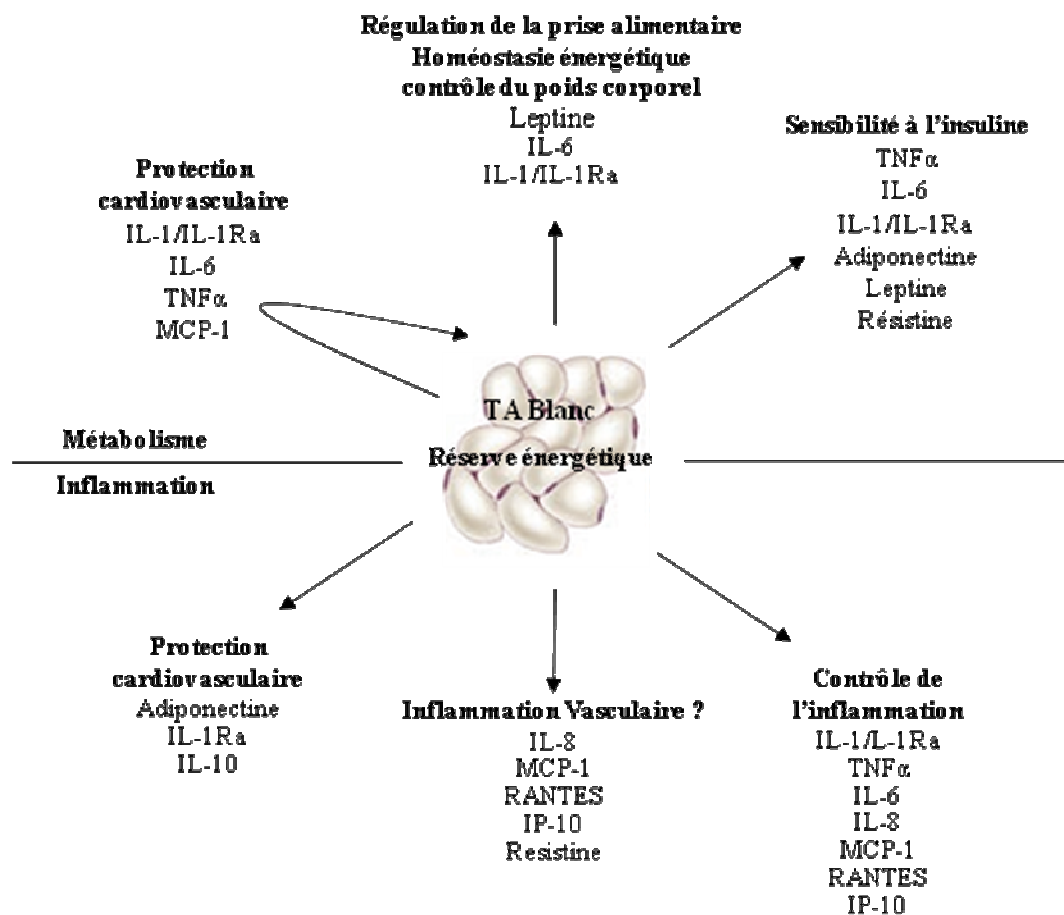 Régulation de la prise alimentaire
Homéostasie énergétique
contrôle du poids corporel
Leptine
IL-6
IL-1/IL-1Ra
Sensibilité à l'insuline
TNFα
IL-6
IL-1/IL-1Ra
Adiponectine
Leptine
Résistine
Protection
cardiovasculaire
IL-1/IL-1Ra
IL-6
TNFα
MCP-1
TA Blanc
Réserve énergétique
Métabolisme
Inflammation
Protection
cardiovasculaire
Adiponectine
IL-1Ra
IL-10
Inflammation Vasculaire ?
IL-8
MCP-1
RANTES
IP-10
Resistine
Contrôle de
l'inflammation
IL-1/L-1Ra
TNFα
IL-6
IL-8
MCP-1
RANTES
IP-10